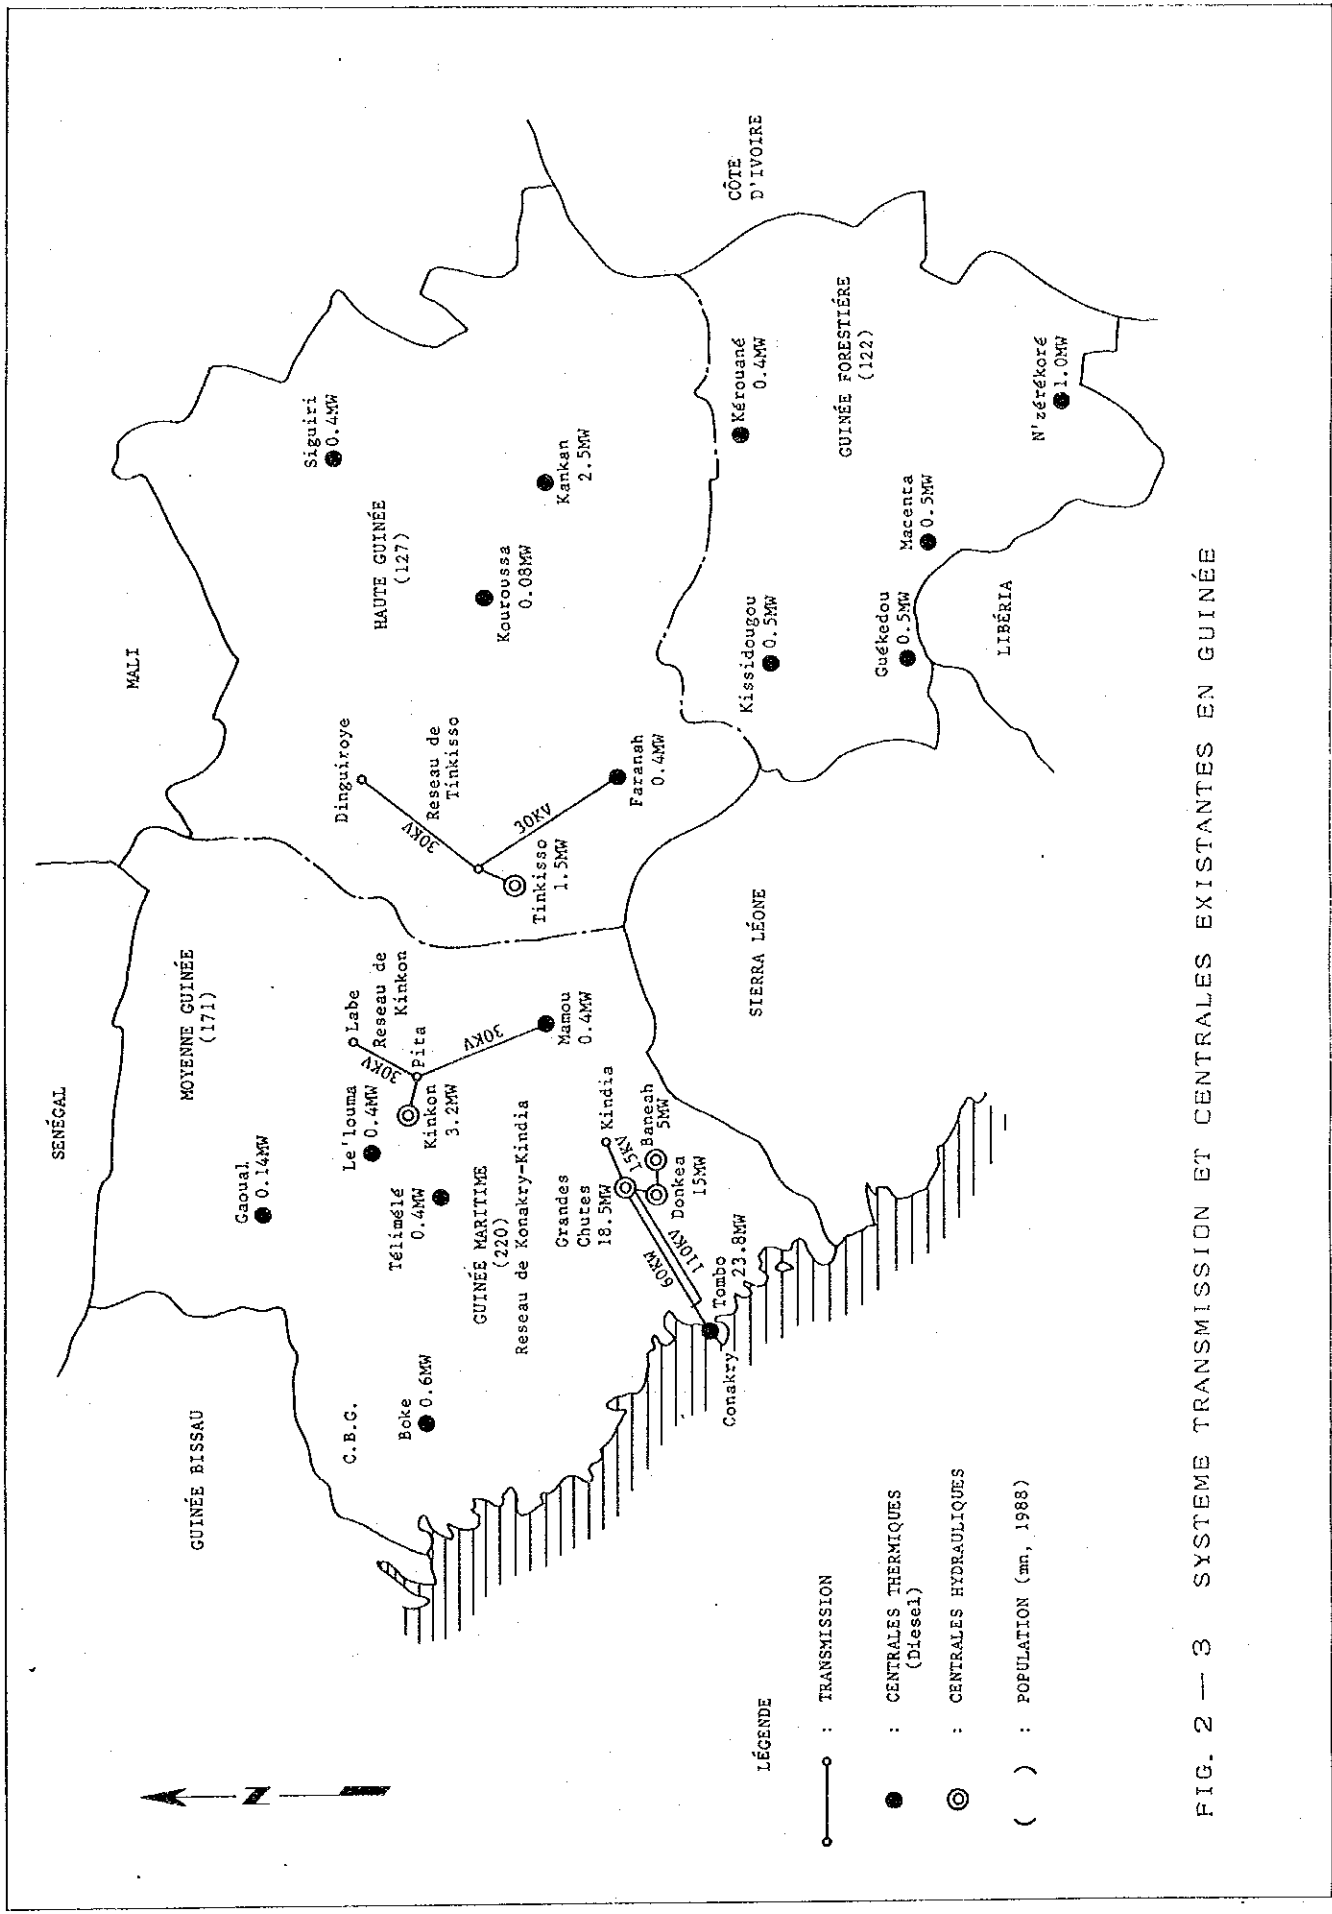 SENÉGAL
MALI
GUINÉE BISSAU
MOYENNE GUINÉE
(171)
Gaoual
0.14MW
Le'louma
0.4MW
Labe
Reseau de
Kinkon
30KV
Pita
Kinkon
3.2MW
30KV
Mamou
0.4MW
Télimélé
0.4MW
C.B.G.
Boke
0.6MW
GUINÉE MARITIME
(220)
Reseau de Konakry-Kindia
Grandes
Chutes
18.5MW
Kindia
15KV
Baneah
5MW
Donkea
15MW
60KW
110KV
Tombo
23.8MW
Conakry
Siguiri
0.4MW
HAUTE GUINÉE
(127)
Dinguiroye
Reseau de
Tinkisso
30KV
30KV
Tinkisso
1.5MW
Kouroussa
0.08MW
Kankan
2.5MW
Faranah
0.4MW
CÔTE
D'IVOIRE
Kérouané
0.4MW
GUINÉE FORESTIÉRE
(122)
Kissidougou
0.5MW
Macenta
0.5MW
Guékedou
0.5MW
N'zérékoré
1.0MW
SIERRA LÉONE
LIBÉRIA
N
LÉGENDE
: TRANSMISSION
: CENTRALES THERMIQUES
(Diesel)
: CENTRALES HYDRAULIQUES
( ) : POPULATION (mn, 1988)
FIG. 2 — 3 SYSTEME TRANSMISSION ET CENTRALES EXISTANTES EN GUINÉE